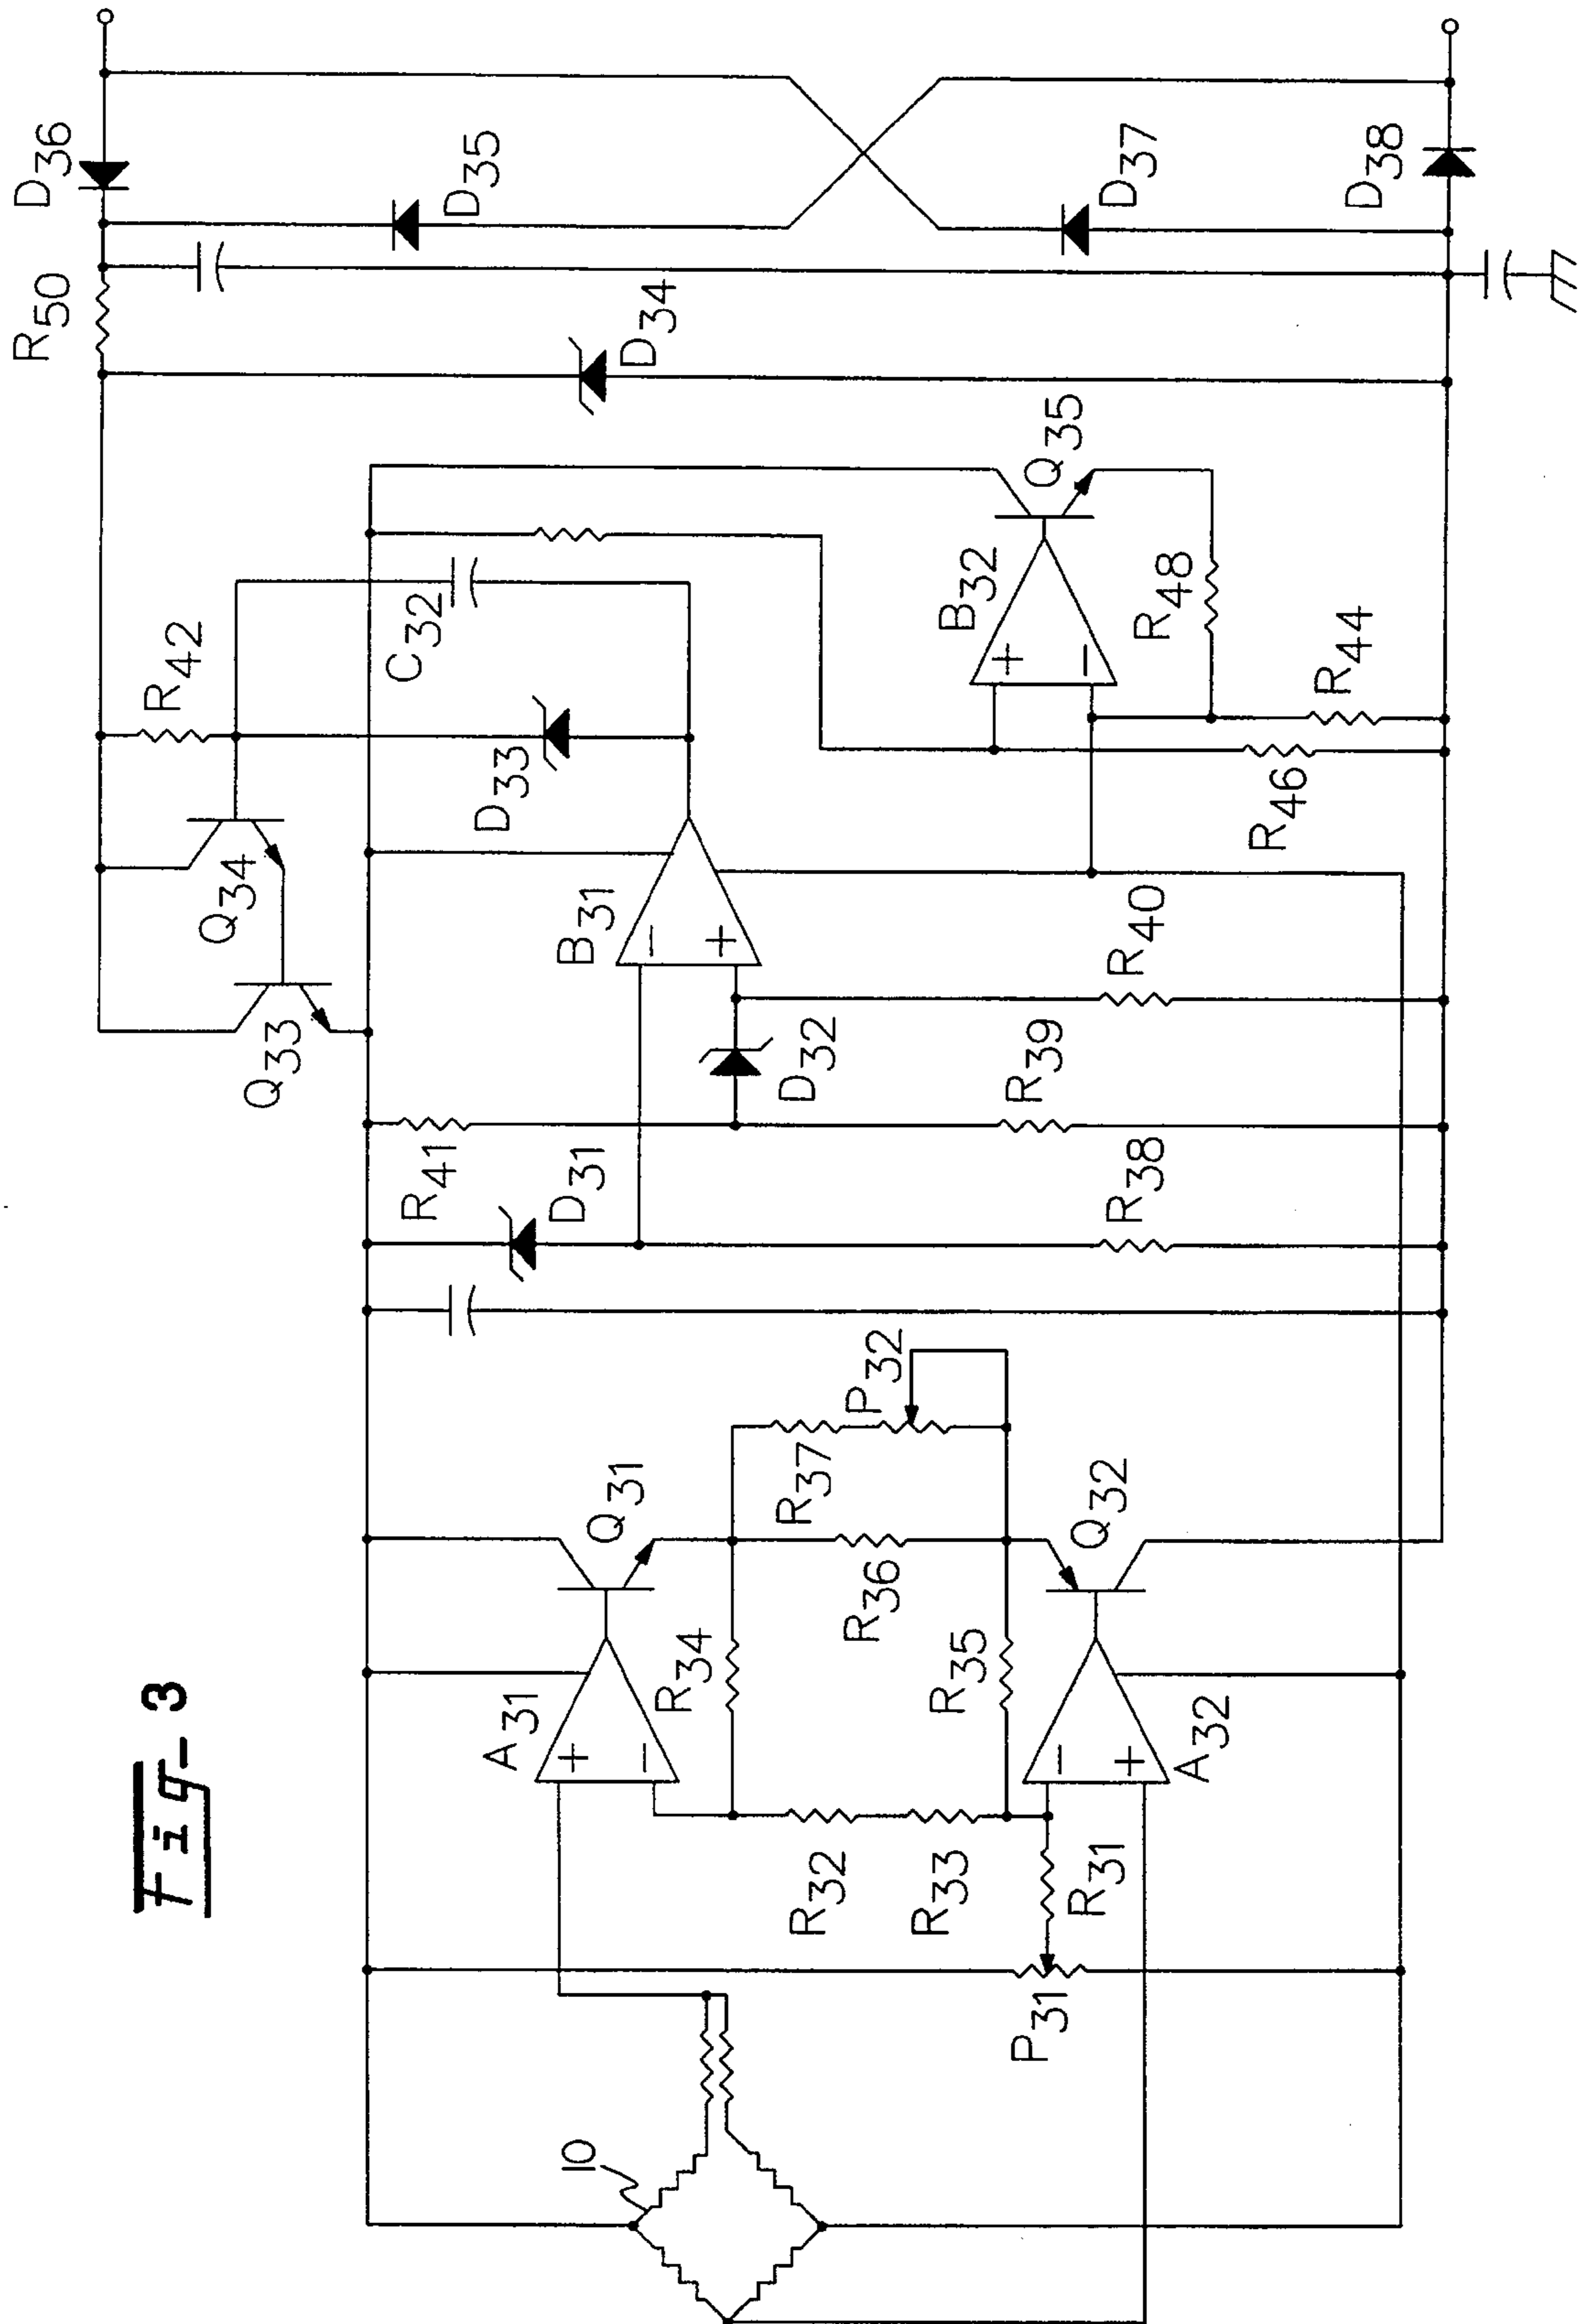 Fig-3
10
A31
+
−
R34
Q31
R37
P32
R36
R35
Q32
R32
R33
R31
P31
−
+
A32
R41
D31
R38
R39
D32
R40
Q33
Q34
R42
C32
D33
B31
−
+
B32
+
−
Q35
R48
R44
R46
R50
D34
D36
D35
D37
D38